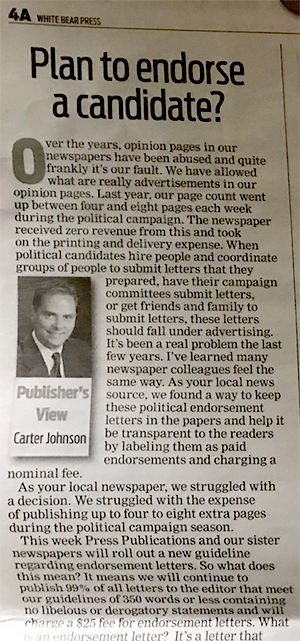 4A WHITE BEAR PRESS
Plan to endorse
a candidate?
Over the years, opinion pages in our
newspapers have been abused and quite
frankly it's our fault. We have allowed
what are really advertisements in our
opinion pages. Last year, our page count went
up between four and eight pages each week
during the political campaign. The newspaper
received zero revenue from this and took
on the printing and delivery expense. When
political candidates hire people and coordinate
groups of people to submit letters that they
prepared, have their campaign
committees submit letters,
or get friends and family to
submit letters, these letters
should fall under advertising.
It's been a real problem the last
few years. I've learned many
newspaper colleagues feel the
same way. As your local news
source, we found a way to keep
these political endorsement
letters in the papers and help it
be transparent to the readers
by labeling them as paid
endorsements and charging a
nominal fee.
Publisher's
View
Carter Johnson
As your local newspaper, we struggled with
a decision. We struggled with the expense
of publishing up to four to eight extra pages
during the political campaign season.
This week Press Publications and our sister
newspapers will roll out a new guideline
regarding endorsement letters. So what does
this mean? It means we will continue to
publish 99% of all letters to the editor that meet
our guidelines of 350 words or less containing
no libelous or derogatory statements and will
charge a $25 fee for endorsement letters. What
is an endorsement letter? It's a letter that